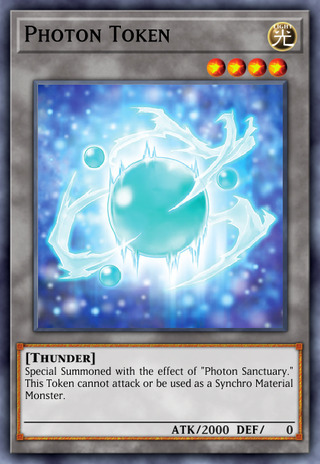 PHOTON TOKEN
LIGHT
光
[THUNDER]
Special Summoned with the effect of "Photon Sanctuary."
This Token cannot attack or be used as a Synchro Material
Monster.
ATK/2000 DEF/ 0